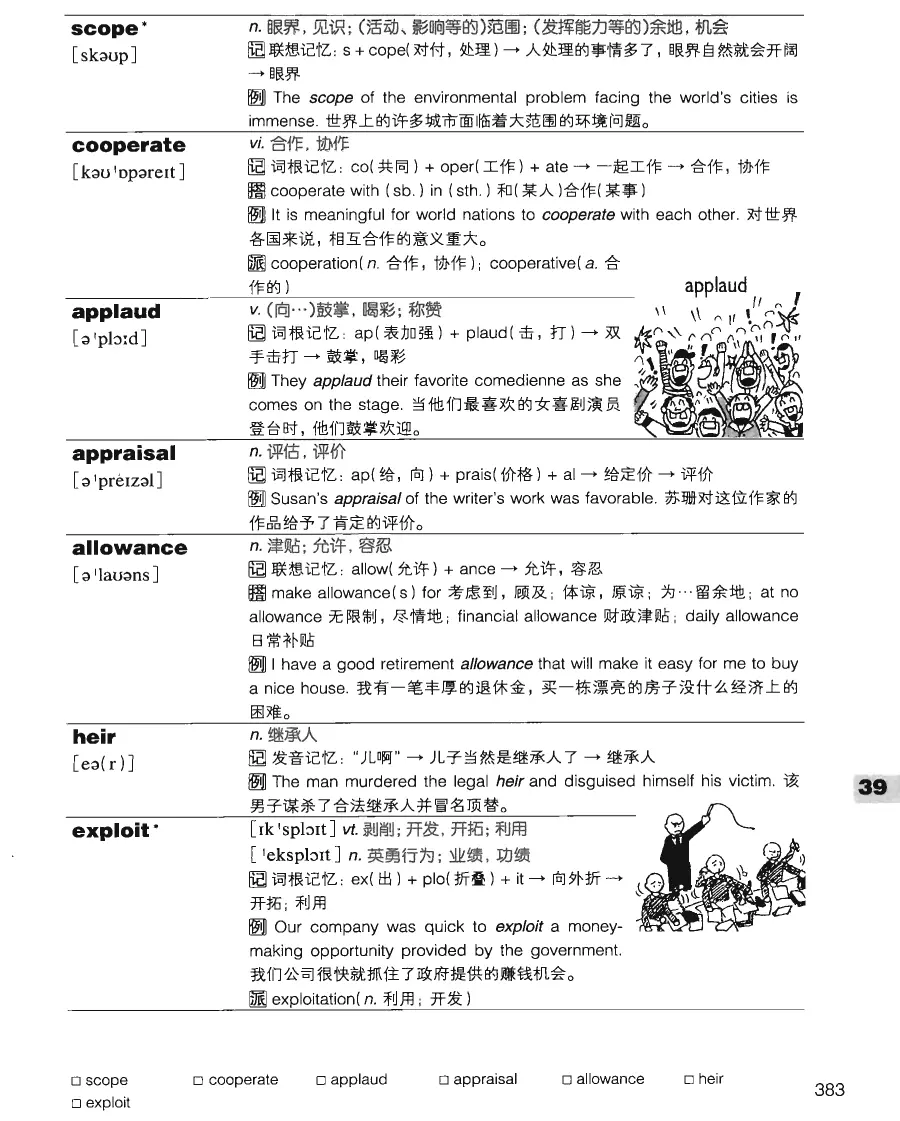 scope*
[skəʊp]
n. 眼界, 见识; (活动、影响等的)范围; (发挥能力等的)余地, 机会
记 联想记忆: s + cope(对付, 处理) → 人处理的事情多了, 眼界自然就会开阔
→ 眼界
例 The scope of the environmental problem facing the world's cities is
immense. 世界上的许多城市面临着大范围的环境问题。
cooperate
[kəʊˈɒpəreɪt]
vi. 合作, 协作
记 词根记忆: co(共同) + oper(工作) + ate → 一起工作 → 合作, 协作
搭 cooperate with (sb.) in (sth.) 和(某人)合作(某事)
例 It is meaningful for world nations to cooperate with each other. 对世界
各国来说, 相互合作的意义重大。
派 cooperation(n. 合作, 协作); cooperative(a. 合
作的)
applaud
applaud
[əˈplɔːd]
v. (向…)鼓掌, 喝彩; 称赞
记 词根记忆: ap(表加强) + plaud(击, 打) → 双
手击打 → 鼓掌, 喝彩
例 They applaud their favorite comedienne as she
comes on the stage. 当他们最喜欢的女喜剧演员
登台时, 他们鼓掌欢迎。
appraisal
[əˈpréɪzəl]
n. 评估, 评价
记 词根记忆: ap(给, 向) + prais(价格) + al → 给定价 → 评价
例 Susan's appraisal of the writer's work was favorable. 苏珊对这位作家的
作品给予了肯定的评价。
allowance
[əˈlaʊəns]
n. 津贴; 允许, 容忍
记 联想记忆: allow(允许) + ance → 允许, 容忍
搭 make allowance(s) for 考虑到, 顾及; 体谅, 原谅; 为…留余地; at no
allowance 无限制, 尽情地; financial allowance 财政津贴; daily allowance
日常补贴
例 I have a good retirement allowance that will make it easy for me to buy
a nice house. 我有一笔丰厚的退休金, 买一栋漂亮的房子没什么经济上的
困难。
heir
[eə(r)]
n. 继承人
记 发音记忆: “儿啊” → 儿子当然是继承人了 → 继承人
例 The man murdered the legal heir and disguised himself his victim. 该
男子谋杀了合法继承人并冒名顶替。
39
exploit*
[ɪkˈsplɔɪt] vt. 剥削; 开发, 开拓; 利用
[ˈeksplɔɪt] n. 英勇行为; 业绩, 功绩
记 词根记忆: ex(出) + plo(折叠) + it → 向外折 →
开拓; 利用
例 Our company was quick to exploit a money-
making opportunity provided by the government.
我们公司很快就抓住了政府提供的赚钱机会。
派 exploitation(n. 利用; 开发)
□ scope □ cooperate □ applaud □ appraisal □ allowance □ heir
□ exploit
383